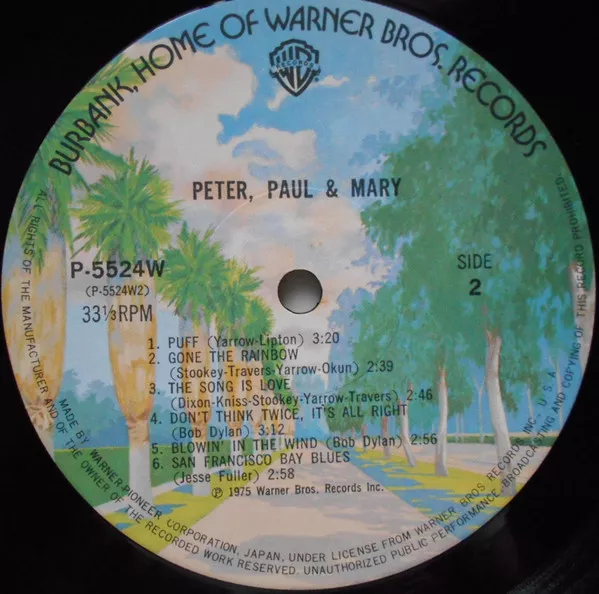 BURBANK, HOME OF WARNER BROS. RECORDS
RECORDS
PETER, PAUL & MARY
P-5524W
(P-5524W2)
33⅓RPM
SIDE
2
1. PUFF (Yarrow-Lipton) 3:20
2. GONE THE RAINBOW
(Stookey-Travers-Yarrow-Okun) 2:39
3. THE SONG IS LOVE
(Dixon-Kniss-Stookey-Yarrow-Travers) 2:46
4. DON'T THINK TWICE, IT'S ALL RIGHT
(Bob Dylan) 3:12
5. BLOWIN' IN THE WIND (Bob Dylan) 2:56
6. SAN FRANCISCO BAY BLUES
(Jesse Fuller) 2:58
Ⓟ 1975 Warner Bros. Records Inc.
MADE BY WARNER-PIONEER CORPORATION, JAPAN, UNDER LICENSE FROM WARNER BROS RECORDS INC., U.S.A.
ALL RIGHTS OF THE MANUFACTURER AND OF THE OWNER OF THE RECORDED WORK RESERVED. UNAUTHORIZED PUBLIC PERFORMANCE, BROADCASTING AND COPYING OF THIS RECORD PROHIBITED.